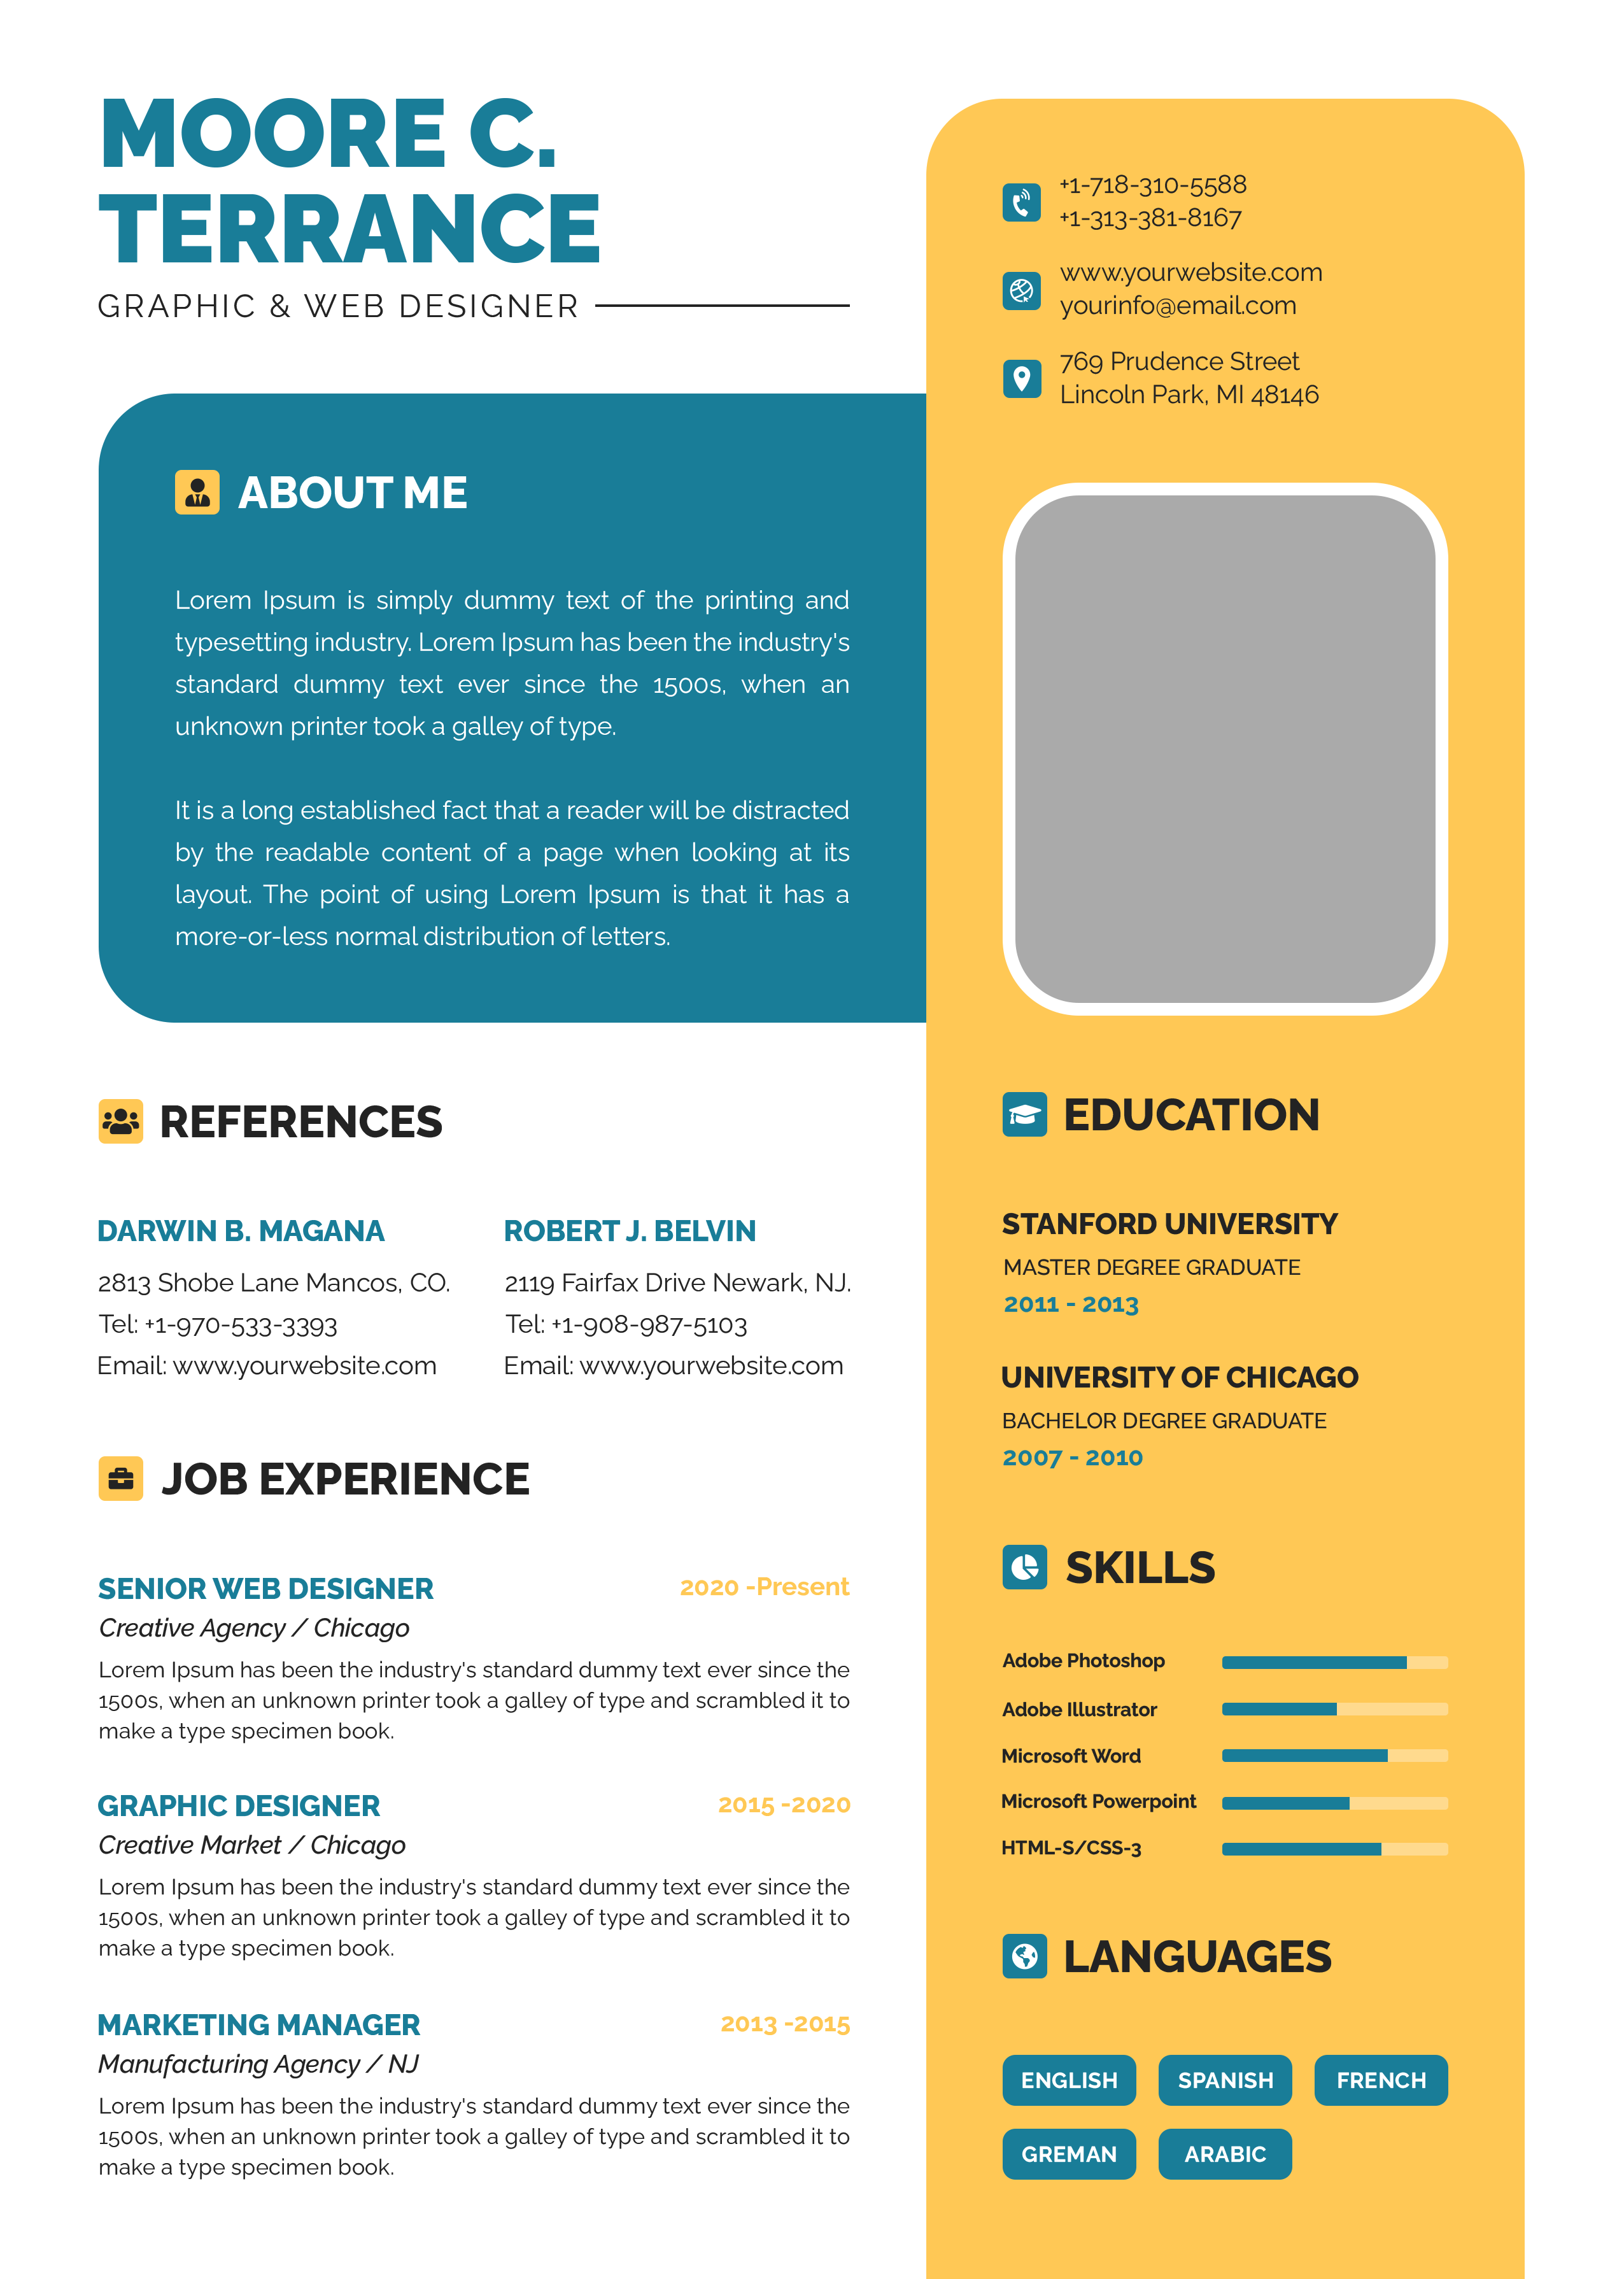 MOORE C.
TERRANCE
GRAPHIC & WEB DESIGNER
+1-718-310-5588
+1-313-381-8167
www.yourwebsite.com
yourinfo@email.com
769 Prudence Street
Lincoln Park, MI 48146
ABOUT ME
Lorem Ipsum is simply dummy text of the printing and
typesetting industry. Lorem Ipsum has been the industry's
standard dummy text ever since the 1500s, when an
unknown printer took a galley of type.
It is a long established fact that a reader will be distracted
by the readable content of a page when looking at its
layout. The point of using Lorem Ipsum is that it has a
more-or-less normal distribution of letters.
REFERENCES
DARWIN B. MAGANA
2813 Shobe Lane Mancos, CO.
Tel: +1-970-533-3393
Email: www.yourwebsite.com
ROBERT J. BELVIN
2119 Fairfax Drive Newark, NJ.
Tel: +1-908-987-5103
Email: www.yourwebsite.com
JOB EXPERIENCE
SENIOR WEB DESIGNER
2020 -Present
Creative Agency / Chicago
Lorem Ipsum has been the industry's standard dummy text ever since the
1500s, when an unknown printer took a galley of type and scrambled it to
make a type specimen book.
GRAPHIC DESIGNER
2015 -2020
Creative Market / Chicago
Lorem Ipsum has been the industry's standard dummy text ever since the
1500s, when an unknown printer took a galley of type and scrambled it to
make a type specimen book.
MARKETING MANAGER
2013 -2015
Manufacturing Agency / NJ
Lorem Ipsum has been the industry's standard dummy text ever since the
1500s, when an unknown printer took a galley of type and scrambled it to
make a type specimen book.
EDUCATION
STANFORD UNIVERSITY
MASTER DEGREE GRADUATE
2011 - 2013
UNIVERSITY OF CHICAGO
BACHELOR DEGREE GRADUATE
2007 - 2010
SKILLS
Adobe Photoshop
Adobe Illustrator
Microsoft Word
Microsoft Powerpoint
HTML-S/CSS-3
LANGUAGES
ENGLISH
SPANISH
FRENCH
GREMAN
ARABIC